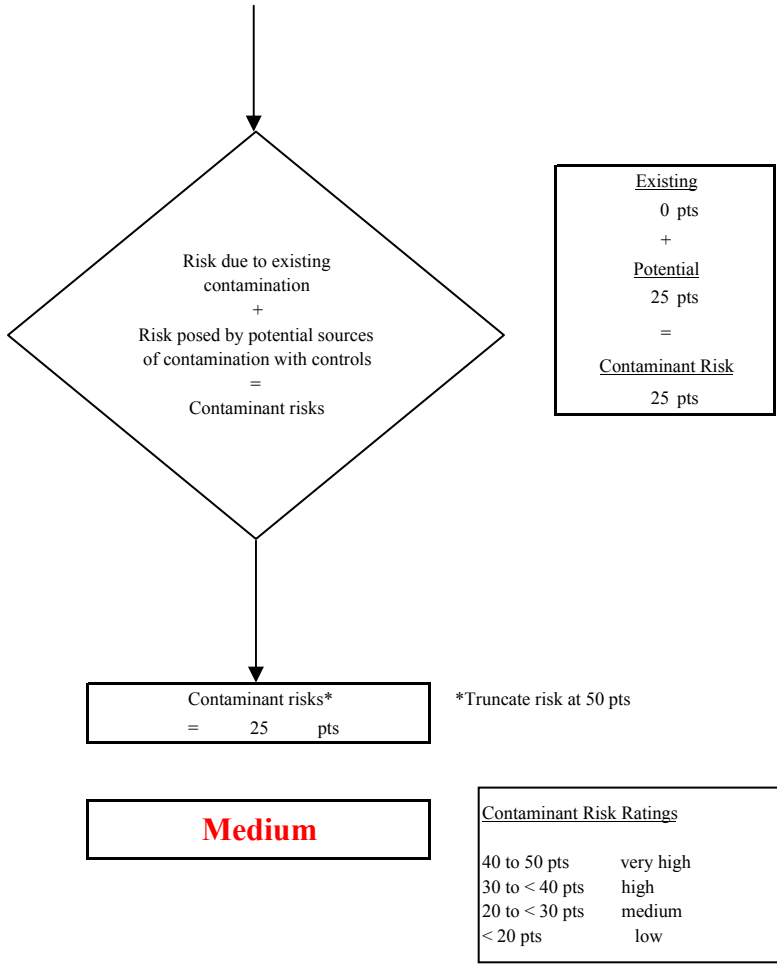 Risk due to existing
contamination
+
Risk posed by potential sources
of contamination with controls
=
Contaminant risks
Existing
0 pts
+
Potential
25 pts
=
Contaminant Risk
25 pts
Contaminant risks*
= 25 pts
*Truncate risk at 50 pts
Medium
Contaminant Risk Ratings
40 to 50 pts very high
30 to < 40 pts high
20 to < 30 pts medium
< 20 pts low